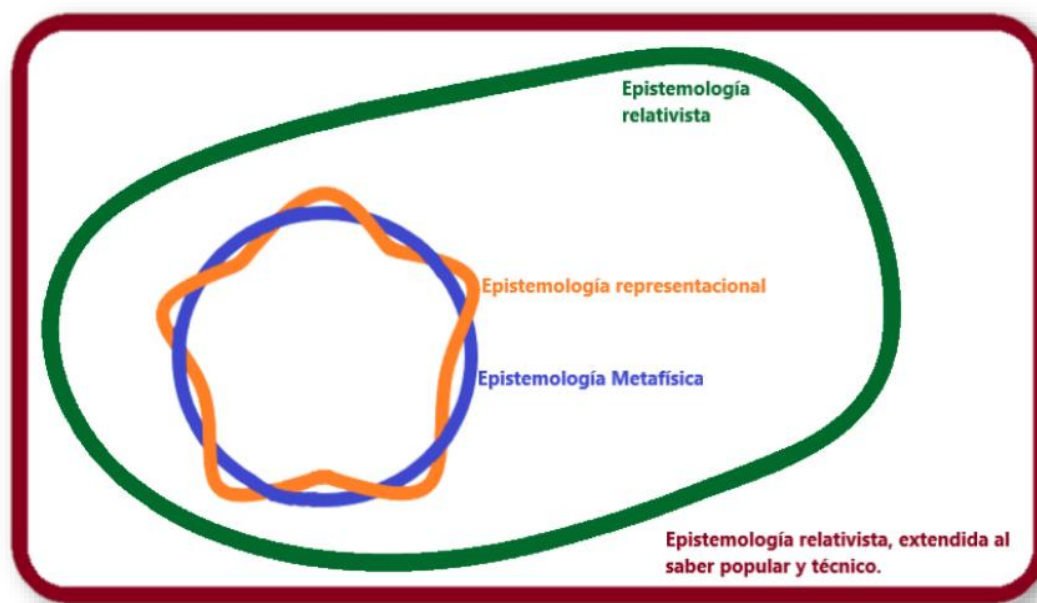 Epistemología
relativista
Epistemología representacional
Epistemología Metafísica
Epistemología relativista, extendida al
saber popular y técnico.